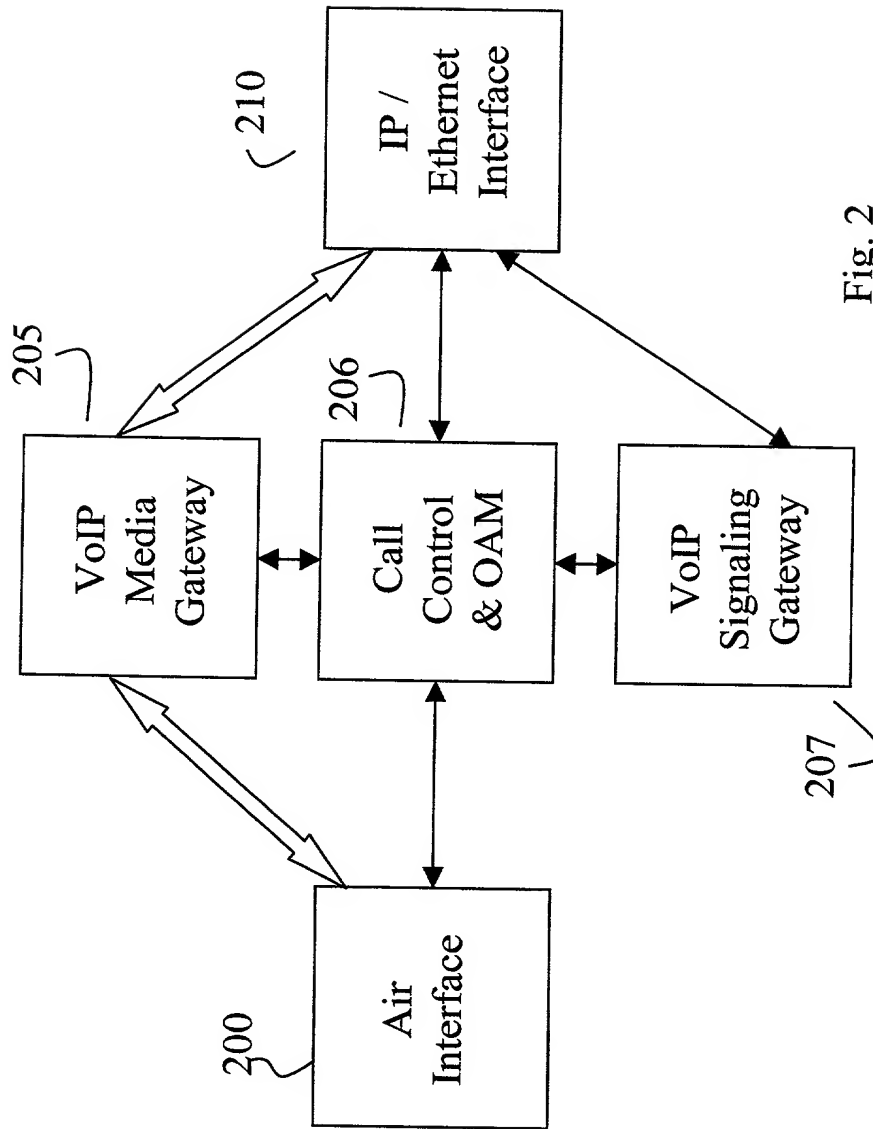 205
VoIP
Media
Gateway
200
Air
Interface
206
Call
Control
& OAM
210
IP /
Ethernet
Interface
207
VoIP
Signaling
Gateway
Fig. 2